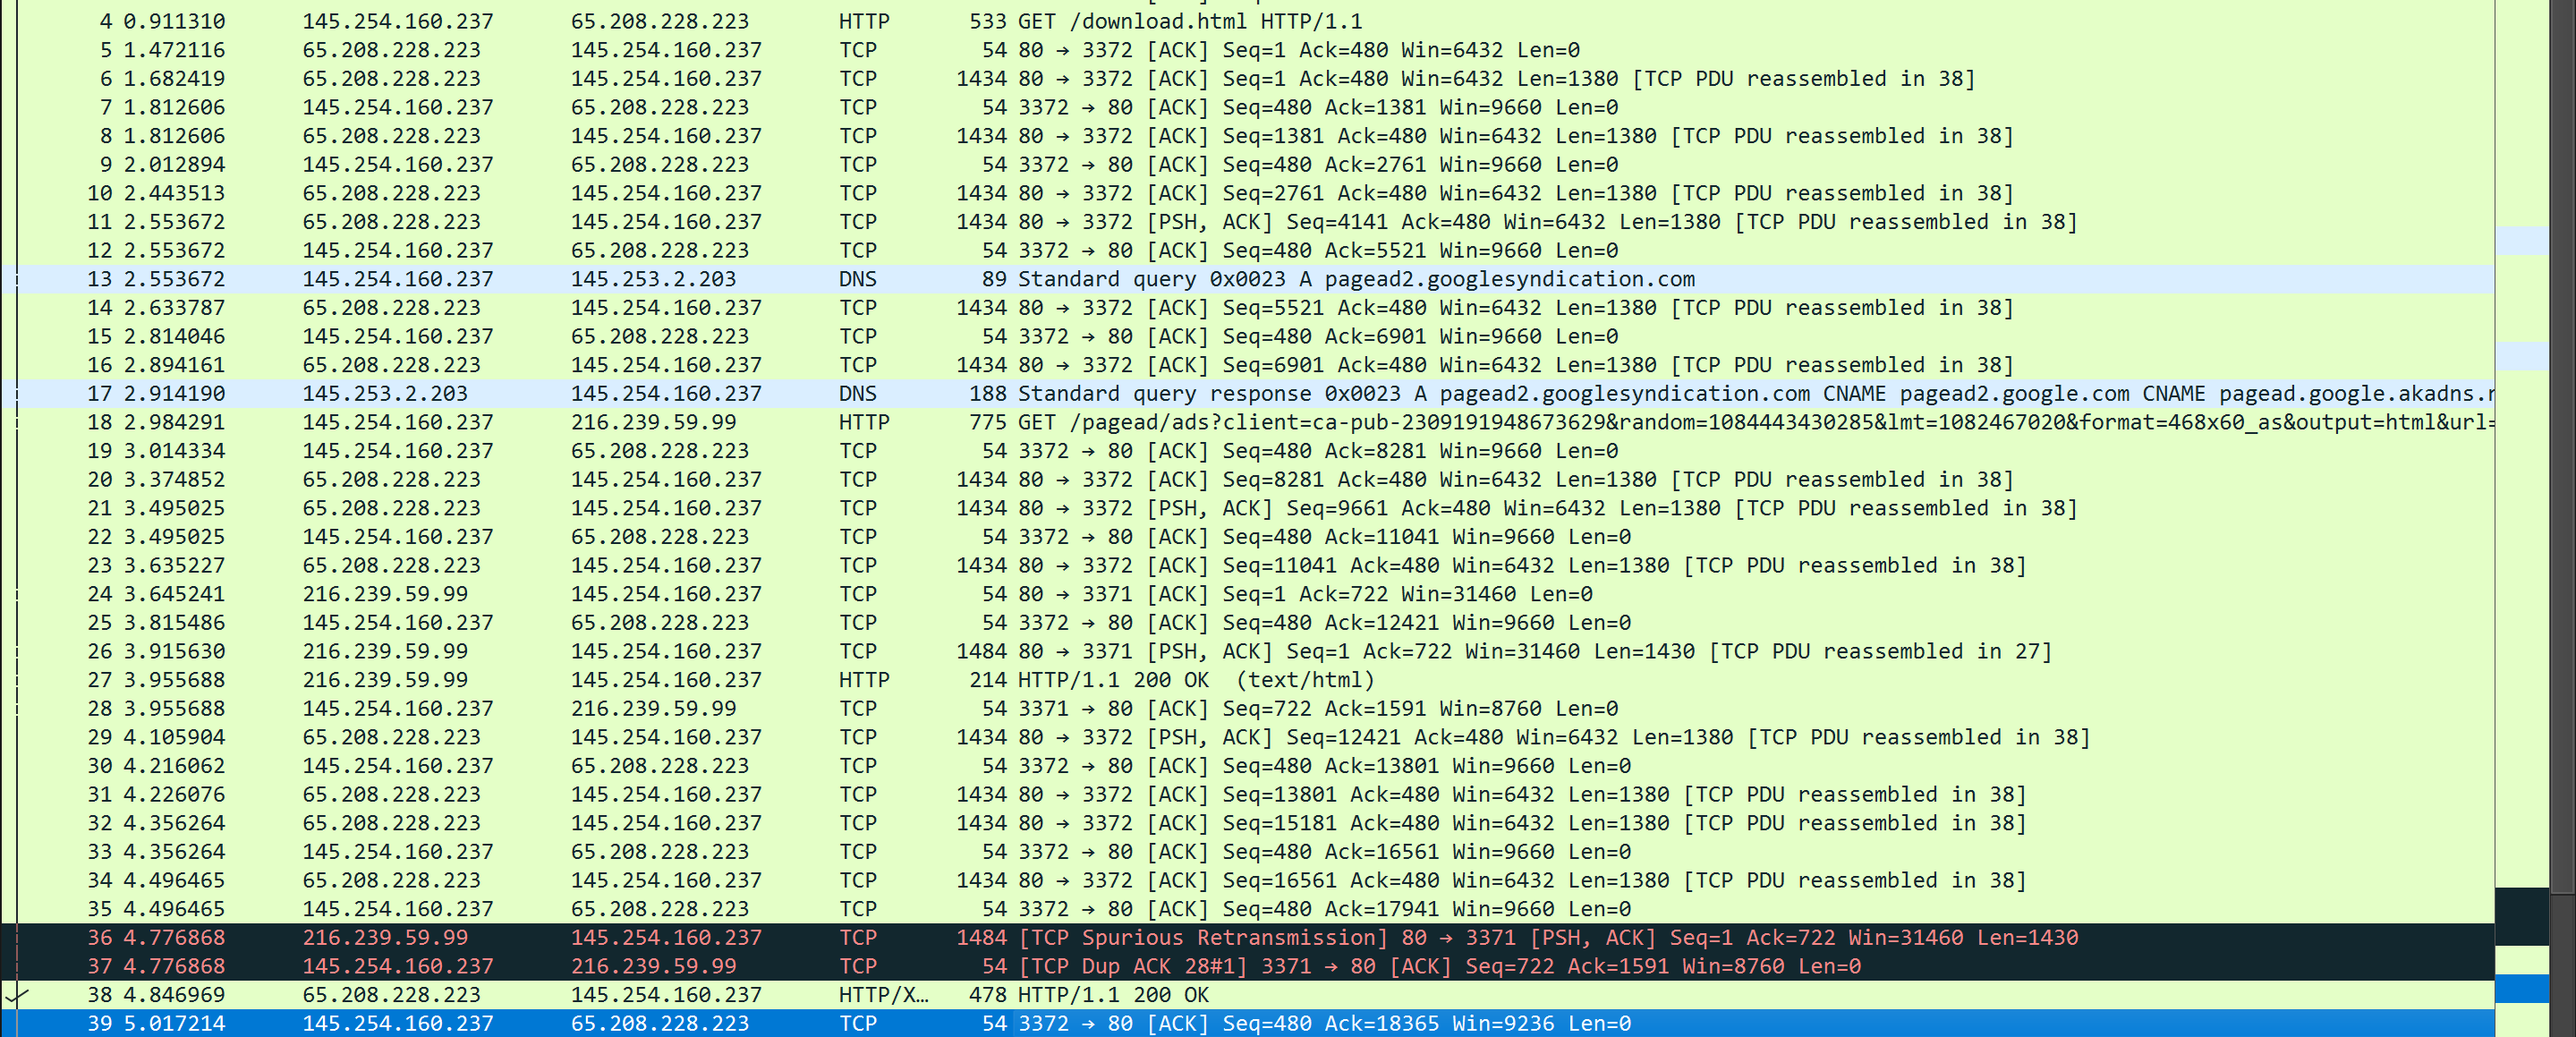 4 0.911310 145.254.160.237 65.208.228.223 HTTP 533 GET /download.html HTTP/1.1
5 1.472116 65.208.228.223 145.254.160.237 TCP 54 80 → 3372 [ACK] Seq=1 Ack=480 Win=6432 Len=0
6 1.682419 65.208.228.223 145.254.160.237 TCP 1434 80 → 3372 [ACK] Seq=1 Ack=480 Win=6432 Len=1380 [TCP PDU reassembled in 38]
7 1.812606 145.254.160.237 65.208.228.223 TCP 54 3372 → 80 [ACK] Seq=480 Ack=1381 Win=9660 Len=0
8 1.812606 65.208.228.223 145.254.160.237 TCP 1434 80 → 3372 [ACK] Seq=1381 Ack=480 Win=6432 Len=1380 [TCP PDU reassembled in 38]
9 2.012894 145.254.160.237 65.208.228.223 TCP 54 3372 → 80 [ACK] Seq=480 Ack=2761 Win=9660 Len=0
10 2.443513 65.208.228.223 145.254.160.237 TCP 1434 80 → 3372 [ACK] Seq=2761 Ack=480 Win=6432 Len=1380 [TCP PDU reassembled in 38]
11 2.553672 65.208.228.223 145.254.160.237 TCP 1434 80 → 3372 [PSH, ACK] Seq=4141 Ack=480 Win=6432 Len=1380 [TCP PDU reassembled in 38]
12 2.553672 145.254.160.237 65.208.228.223 TCP 54 3372 → 80 [ACK] Seq=480 Ack=5521 Win=9660 Len=0
13 2.553672 145.254.160.237 145.253.2.203 DNS 89 Standard query 0x0023 A pagead2.googlesyndication.com
14 2.633787 65.208.228.223 145.254.160.237 TCP 1434 80 → 3372 [ACK] Seq=5521 Ack=480 Win=6432 Len=1380 [TCP PDU reassembled in 38]
15 2.814046 145.254.160.237 65.208.228.223 TCP 54 3372 → 80 [ACK] Seq=480 Ack=6901 Win=9660 Len=0
16 2.894161 65.208.228.223 145.254.160.237 TCP 1434 80 → 3372 [ACK] Seq=6901 Ack=480 Win=6432 Len=1380 [TCP PDU reassembled in 38]
17 2.914190 145.253.2.203 145.254.160.237 DNS 188 Standard query response 0x0023 A pagead2.googlesyndication.com CNAME pagead2.google.com CNAME pagead.google.akadns.
18 2.984291 145.254.160.237 216.239.59.99 HTTP 775 GET /pagead/ads?client=ca-pub-2309191948673629&random=1084443430285&lmt=1082467020&format=468x60_as&output=html&url=
19 3.014334 145.254.160.237 65.208.228.223 TCP 54 3372 → 80 [ACK] Seq=480 Ack=8281 Win=9660 Len=0
20 3.374852 65.208.228.223 145.254.160.237 TCP 1434 80 → 3372 [ACK] Seq=8281 Ack=480 Win=6432 Len=1380 [TCP PDU reassembled in 38]
21 3.495025 65.208.228.223 145.254.160.237 TCP 1434 80 → 3372 [PSH, ACK] Seq=9661 Ack=480 Win=6432 Len=1380 [TCP PDU reassembled in 38]
22 3.495025 145.254.160.237 65.208.228.223 TCP 54 3372 → 80 [ACK] Seq=480 Ack=11041 Win=9660 Len=0
23 3.635227 65.208.228.223 145.254.160.237 TCP 1434 80 → 3372 [ACK] Seq=11041 Ack=480 Win=6432 Len=1380 [TCP PDU reassembled in 38]
24 3.645241 216.239.59.99 145.254.160.237 TCP 54 80 → 3371 [ACK] Seq=1 Ack=722 Win=31460 Len=0
25 3.815486 145.254.160.237 65.208.228.223 TCP 54 3372 → 80 [ACK] Seq=480 Ack=12421 Win=9660 Len=0
26 3.915630 216.239.59.99 145.254.160.237 TCP 1484 80 → 3371 [PSH, ACK] Seq=1 Ack=722 Win=31460 Len=1430 [TCP PDU reassembled in 27]
27 3.955688 216.239.59.99 145.254.160.237 HTTP 214 HTTP/1.1 200 OK (text/html)
28 3.955688 145.254.160.237 216.239.59.99 TCP 54 3371 → 80 [ACK] Seq=722 Ack=1591 Win=8760 Len=0
29 4.105904 65.208.228.223 145.254.160.237 TCP 1434 80 → 3372 [PSH, ACK] Seq=12421 Ack=480 Win=6432 Len=1380 [TCP PDU reassembled in 38]
30 4.216062 145.254.160.237 65.208.228.223 TCP 54 3372 → 80 [ACK] Seq=480 Ack=13801 Win=9660 Len=0
31 4.226076 65.208.228.223 145.254.160.237 TCP 1434 80 → 3372 [ACK] Seq=13801 Ack=480 Win=6432 Len=1380 [TCP PDU reassembled in 38]
32 4.356264 65.208.228.223 145.254.160.237 TCP 1434 80 → 3372 [ACK] Seq=15181 Ack=480 Win=6432 Len=1380 [TCP PDU reassembled in 38]
33 4.356264 145.254.160.237 65.208.228.223 TCP 54 3372 → 80 [ACK] Seq=480 Ack=16561 Win=9660 Len=0
34 4.496465 65.208.228.223 145.254.160.237 TCP 1434 80 → 3372 [ACK] Seq=16561 Ack=480 Win=6432 Len=1380 [TCP PDU reassembled in 38]
35 4.496465 145.254.160.237 65.208.228.223 TCP 54 3372 → 80 [ACK] Seq=480 Ack=17941 Win=9660 Len=0
36 4.776868 216.239.59.99 145.254.160.237 TCP 1484 [TCP Spurious Retransmission] 80 → 3371 [PSH, ACK] Seq=1 Ack=722 Win=31460 Len=1430
37 4.776868 145.254.160.237 216.239.59.99 TCP 54 [TCP Dup ACK 28#1] 3371 → 80 [ACK] Seq=722 Ack=1591 Win=8760 Len=0
38 4.846969 65.208.228.223 145.254.160.237 HTTP/X… 478 HTTP/1.1 200 OK
39 5.017214 145.254.160.237 65.208.228.223 TCP 54 3372 → 80 [ACK] Seq=480 Ack=18365 Win=9236 Len=0